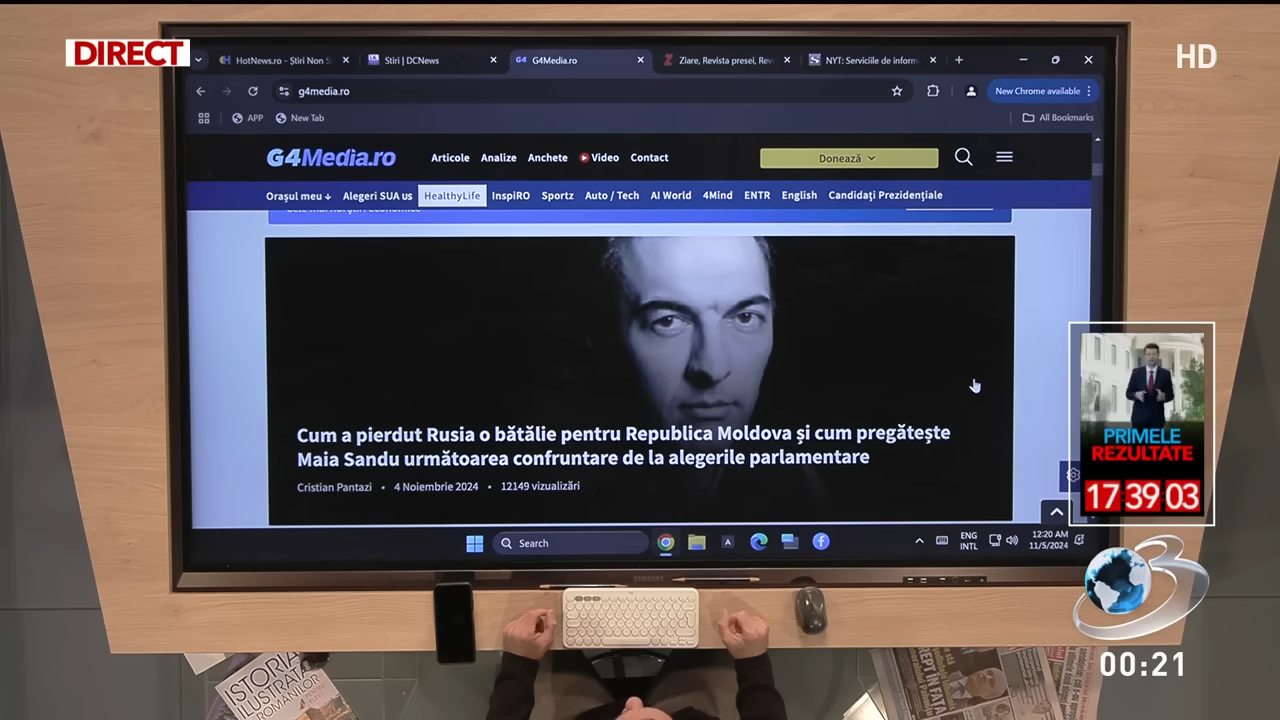 DIRECT
HD
HotNews.ro - Știri Non S
Stiri | DCNews
G4Media.ro
Ziare, Revista presei, Rev
NYT: Serviciile de inform
g4media.ro
New Chrome available
APP
New Tab
All Bookmarks
G4Media.ro
Articole
Analize
Anchete
Video
Contact
Donează
Orașul meu
Alegeri SUA us
HealthyLife
InspiRO
Sportz
Auto / Tech
AI World
4Mind
ENTR
English
Candidați Prezidențiale
Cum a pierdut Rusia o bătălie pentru Republica Moldova și cum pregătește
Maia Sandu următoarea confruntare de la alegerile parlamentare
Cristian Pantazi • 4 Noiembrie 2024 • 12149 vizualizări
PRIMELE
REZULTATE
17 39 03
Search
ENG
INTL
12:20 AM
11/5/2024
SAMSUNG
3
00:21
ISTORIA
ILUSTRATĂ
ROMÂNILOR